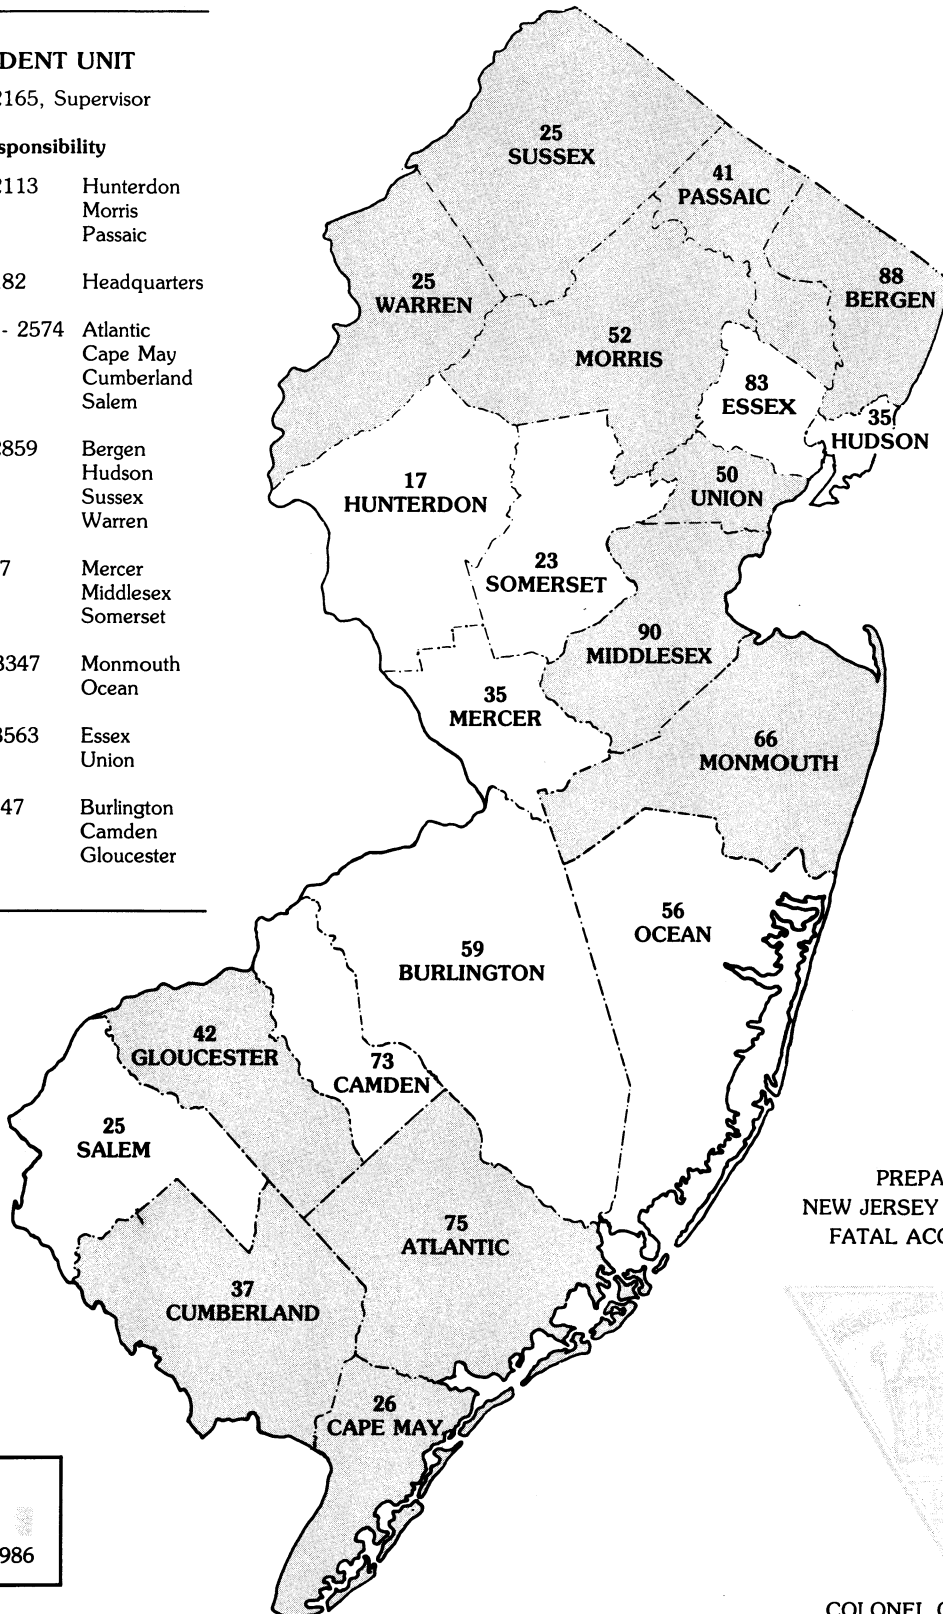 DENT UNIT
2165, Supervisor
sponsibility
2113 Hunterdon
Morris
Passaic
82 Headquarters
- 2574 Atlantic
Cape May
Cumberland
Salem
2859 Bergen
Hudson
Sussex
Warren
7 Mercer
Middlesex
Somerset
3347 Monmouth
Ocean
3563 Essex
Union
47 Burlington
Camden
Gloucester
25
SUSSEX
41
PASSAIC
25
WARREN
88
BERGEN
52
MORRIS
83
ESSEX
35
HUDSON
17
HUNTERDON
50
UNION
23
SOMERSET
90
MIDDLESEX
35
MERCER
66
MONMOUTH
56
OCEAN
59
BURLINGTON
42
GLOUCESTER
73
CAMDEN
25
SALEM
75
ATLANTIC
37
CUMBERLAND
26
CAPE MAY
PREPA
NEW JERSEY
FATAL ACC
986
COLONEL C